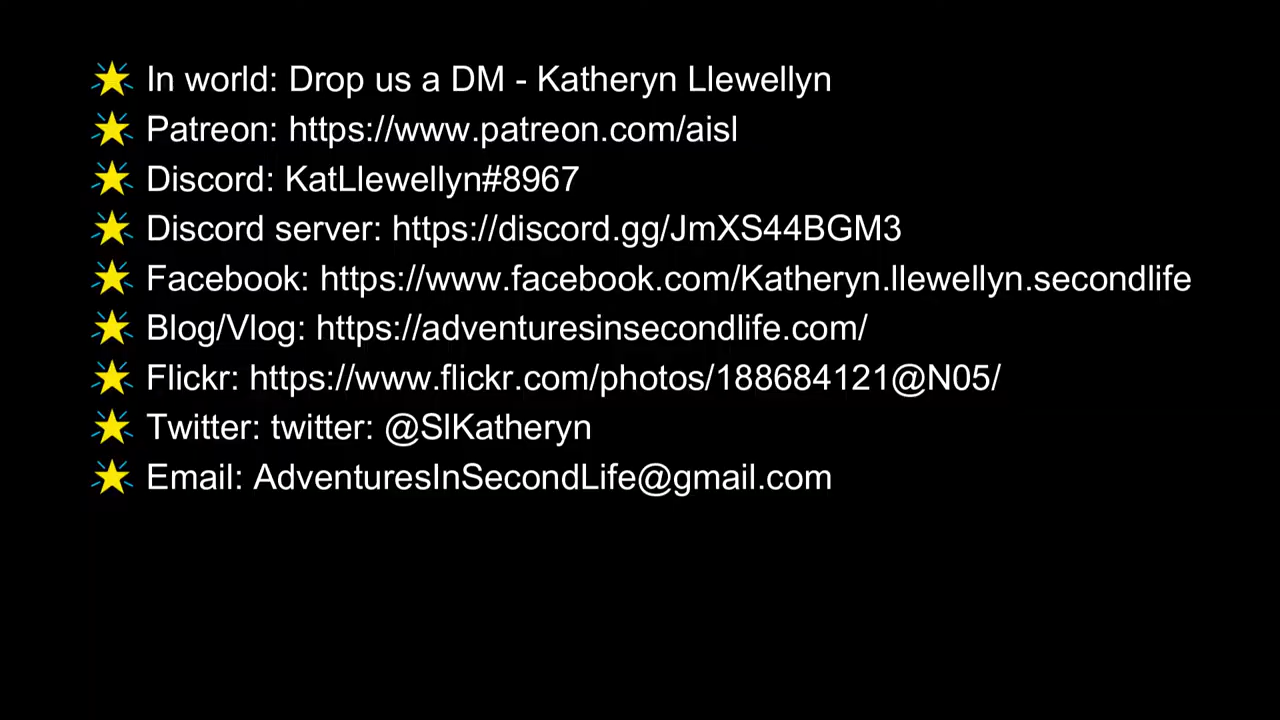 In world: Drop us a DM - Katheryn Llewellyn
Patreon: https://www.patreon.com/aisl
Discord: KatLlewellyn#8967
Discord server: https://discord.gg/JmXS44BGM3
Facebook: https://www.facebook.com/Katheryn.llewellyn.secondlife
Blog/Vlog: https://adventuresinsecondlife.com/
Flickr: https://www.flickr.com/photos/188684121@N05/
Twitter: twitter: @SlKatheryn
Email: AdventuresInSecondLife@gmail.com